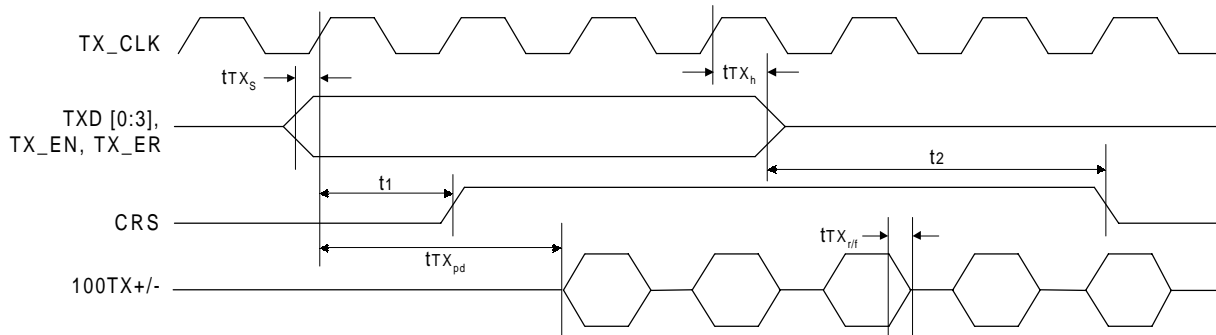 TX_CLK
tTXS
tTXh
TXD [0:3],
TX_EN, TX_ER
t1
t2
CRS
tTXpd
tTXr/f
100TX+/-